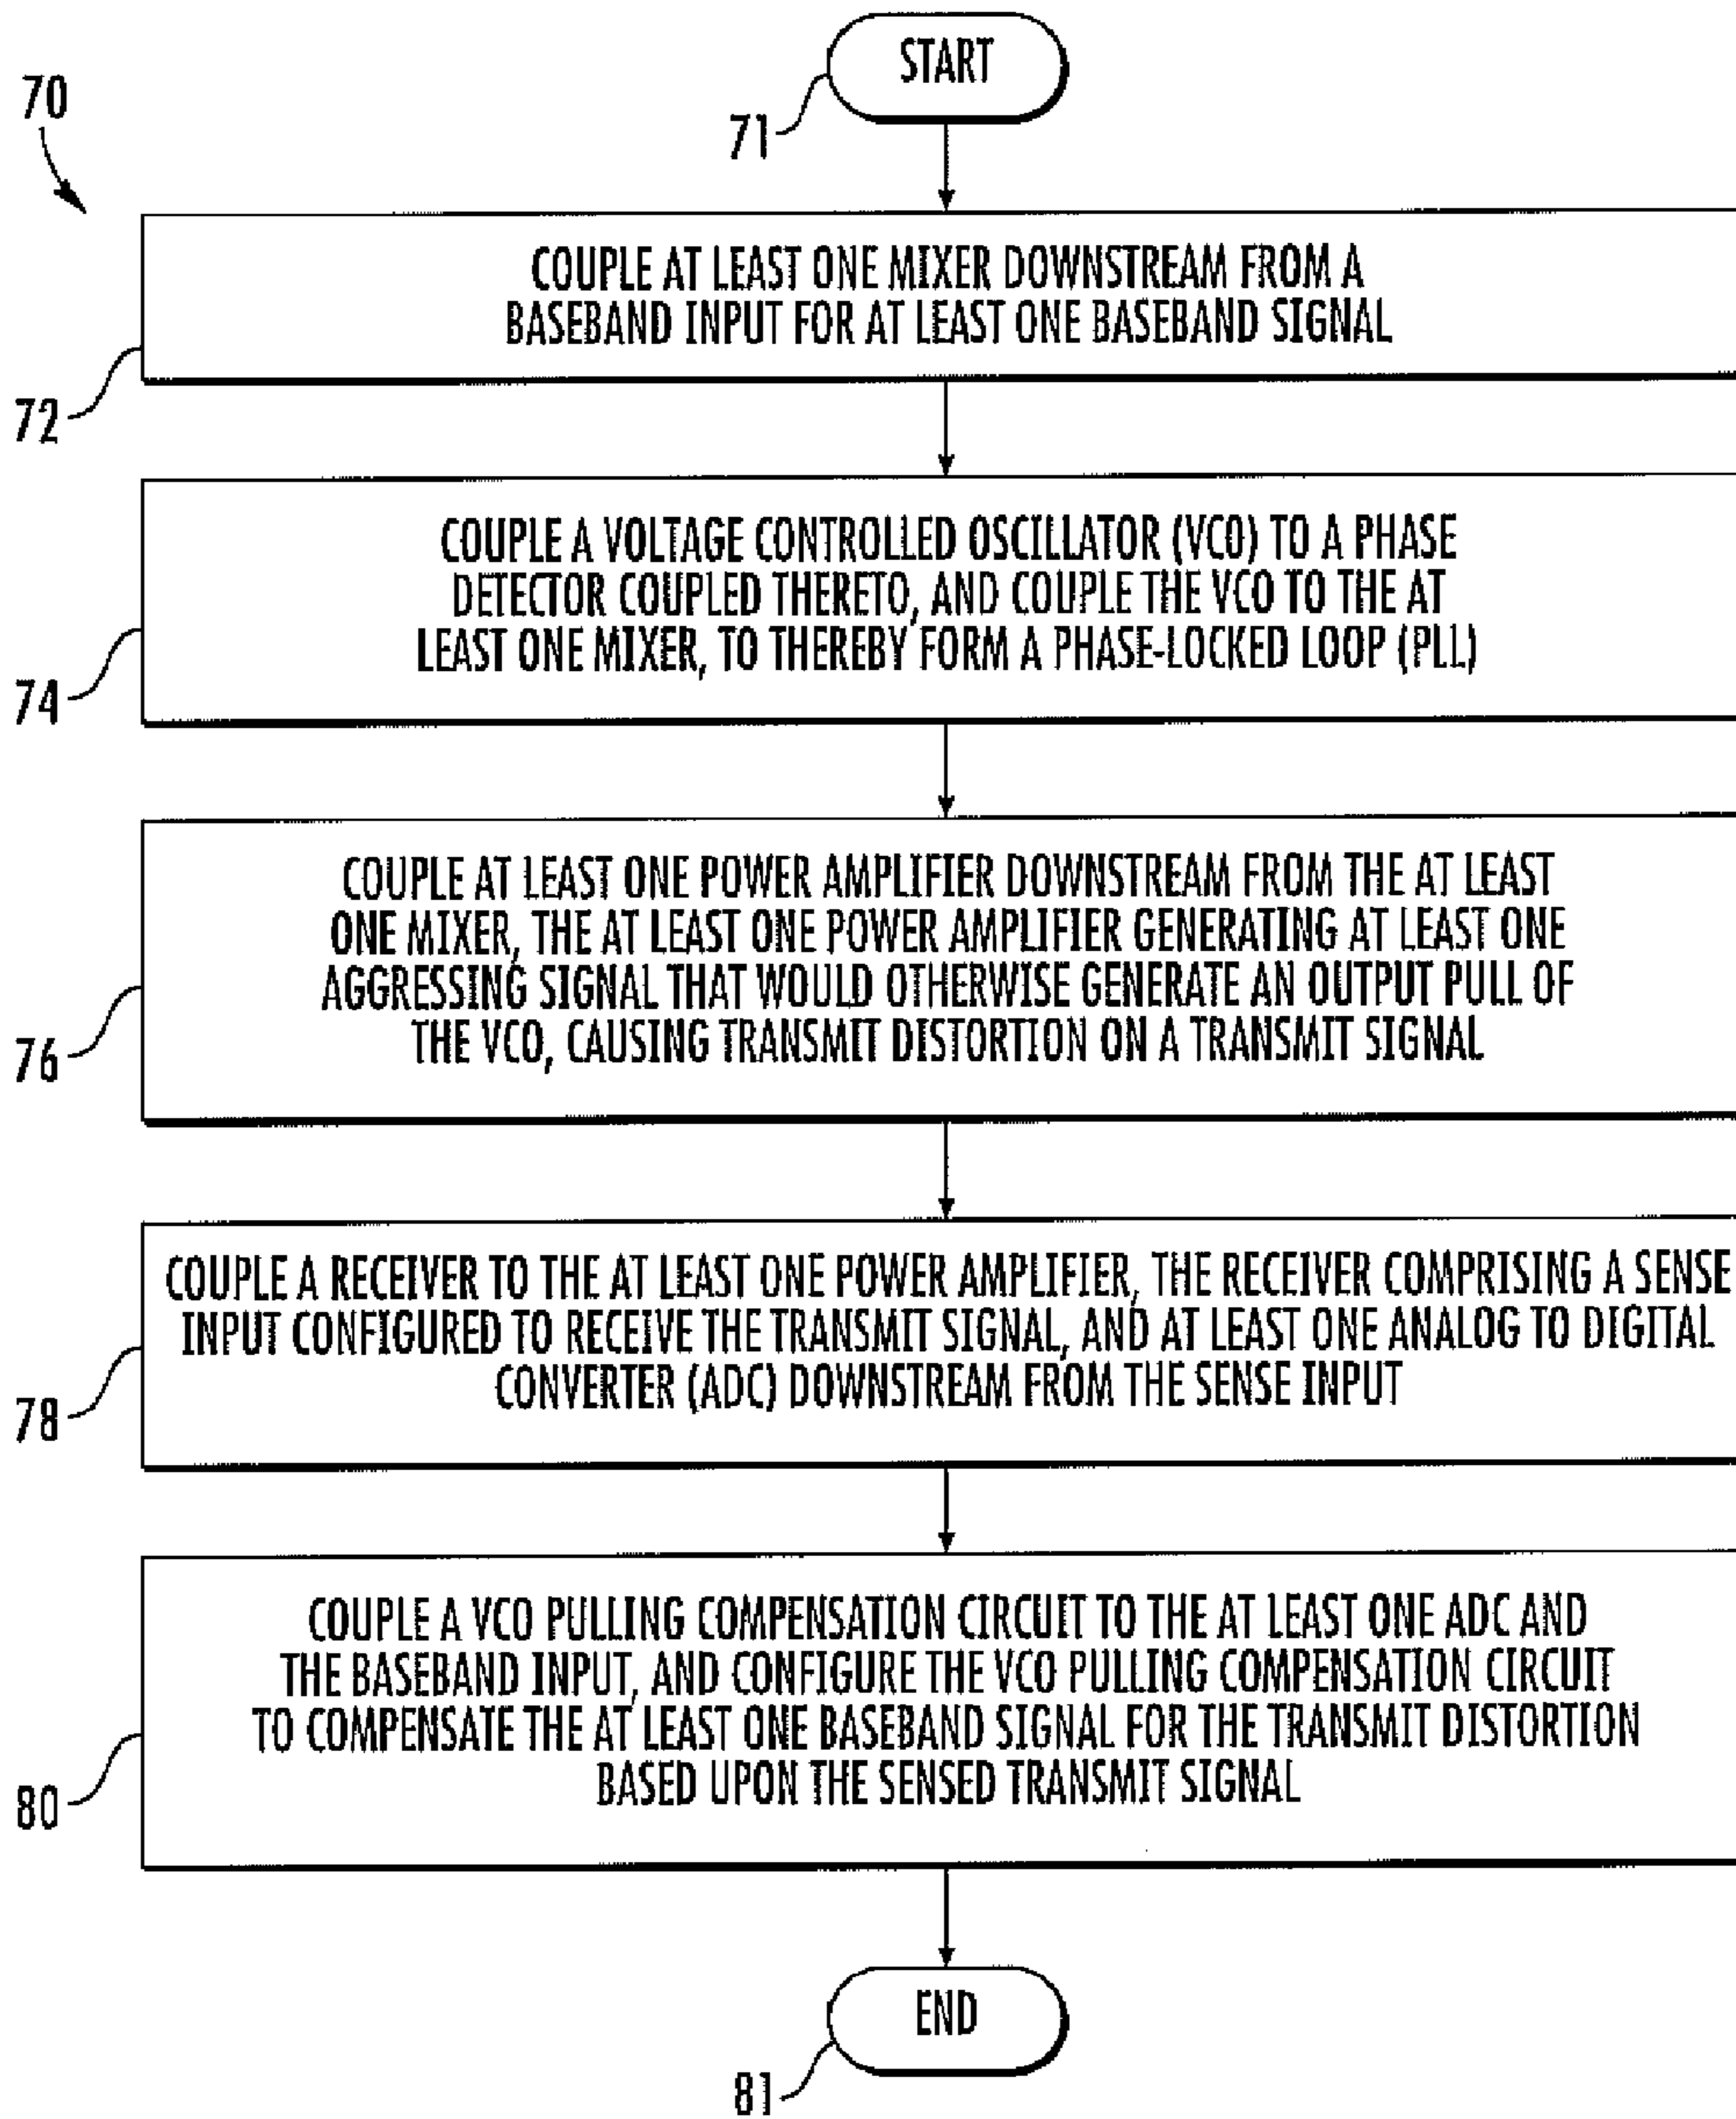 START
70
71
COUPLE AT LEAST ONE MIXER DOWNSTREAM FROM A
BASEBAND INPUT FOR AT LEAST ONE BASEBAND SIGNAL
72
COUPLE A VOLTAGE CONTROLLED OSCILLATOR (VCO) TO A PHASE
DETECTOR COUPLED THERETO, AND COUPLE THE VCO TO THE AT
LEAST ONE MIXER, TO THEREBY FORM A PHASE-LOCKED LOOP (PLL)
74
COUPLE AT LEAST ONE POWER AMPLIFIER DOWNSTREAM FROM THE AT LEAST
ONE MIXER, THE AT LEAST ONE POWER AMPLIFIER GENERATING AT LEAST ONE
AGGRESSING SIGNAL THAT WOULD OTHERWISE GENERATE AN OUTPUT PULL OF
THE VCO, CAUSING TRANSMIT DISTORTION ON A TRANSMIT SIGNAL
76
COUPLE A RECEIVER TO THE AT LEAST ONE POWER AMPLIFIER, THE RECEIVER COMPRISING A SENSE
INPUT CONFIGURED TO RECEIVE THE TRANSMIT SIGNAL, AND AT LEAST ONE ANALOG TO DIGITAL
CONVERTER (ADC) DOWNSTREAM FROM THE SENSE INPUT
78
COUPLE A VCO PULLING COMPENSATION CIRCUIT TO THE AT LEAST ONE ADC AND
THE BASEBAND INPUT, AND CONFIGURE THE VCO PULLING COMPENSATION CIRCUIT
TO COMPENSATE THE AT LEAST ONE BASEBAND SIGNAL FOR THE TRANSMIT DISTORTION
BASED UPON THE SENSED TRANSMIT SIGNAL
80
END
81